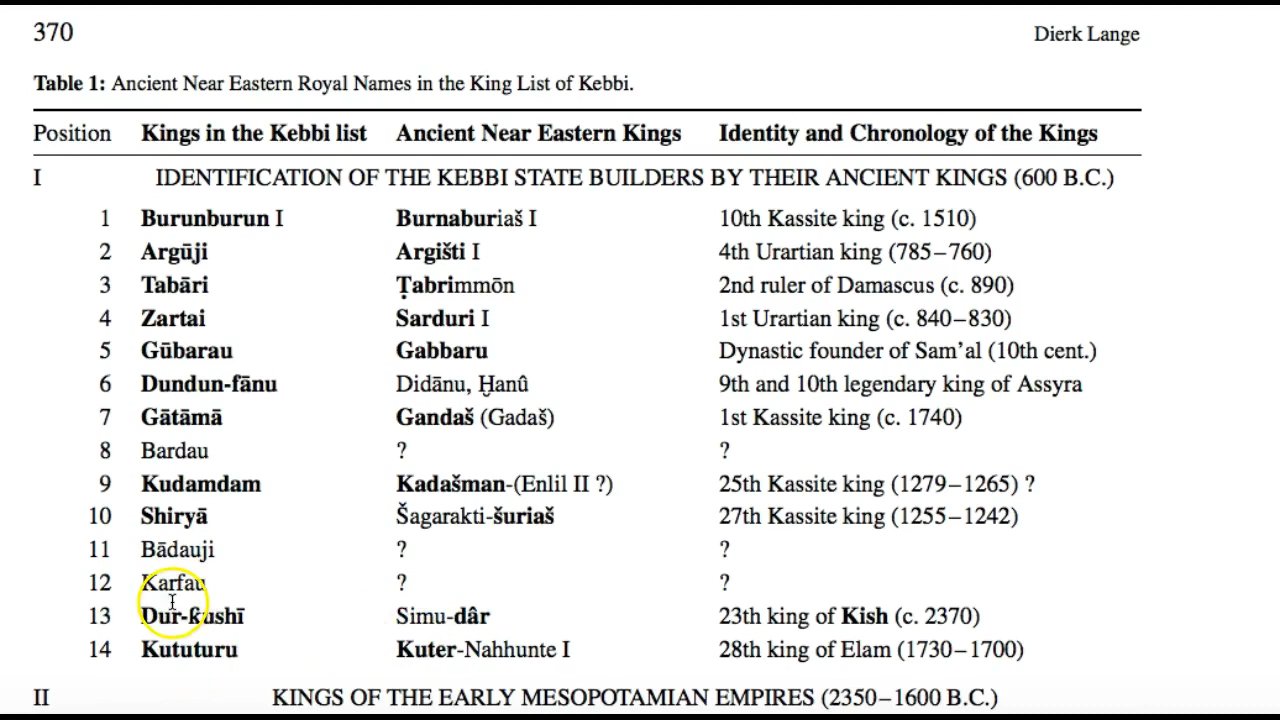 370 Dierk Lange
Table 1: Ancient Near Eastern Royal Names in the King List of Kebbi.
Position Kings in the Kebbi list Ancient Near Eastern Kings Identity and Chronology of the Kings
I IDENTIFICATION OF THE KEBBI STATE BUILDERS BY THEIR ANCIENT KINGS (600 B.C.)
1 Burunburun I Burnaburiaš I 10th Kassite king (c. 1510)
2 Argūji Argišti I 4th Urartian king (785–760)
3 Tabāri Ṭabrimmōn 2nd ruler of Damascus (c. 890)
4 Zartai Sarduri I 1st Urartian king (c. 840–830)
5 Gūbarau Gabbaru Dynastic founder of Sam'al (10th cent.)
6 Dundun-fānu Didānu, Ḫanû 9th and 10th legendary king of Assyra
7 Gātāmā Gandaš (Gadaš) 1st Kassite king (c. 1740)
8 Bardau ? ?
9 Kudamdam Kadašman-(Enlil II ?) 25th Kassite king (1279–1265) ?
10 Shiryā Šagarakti-šuriaš 27th Kassite king (1255–1242)
11 Bādauji ? ?
12 Karfau ? ?
13 Dur-kushī Simu-dâr 23th king of Kish (c. 2370)
14 Kututuru Kuter-Nahhunte I 28th king of Elam (1730–1700)
II KINGS OF THE EARLY MESOPOTAMIAN EMPIRES (2350–1600 B.C.)